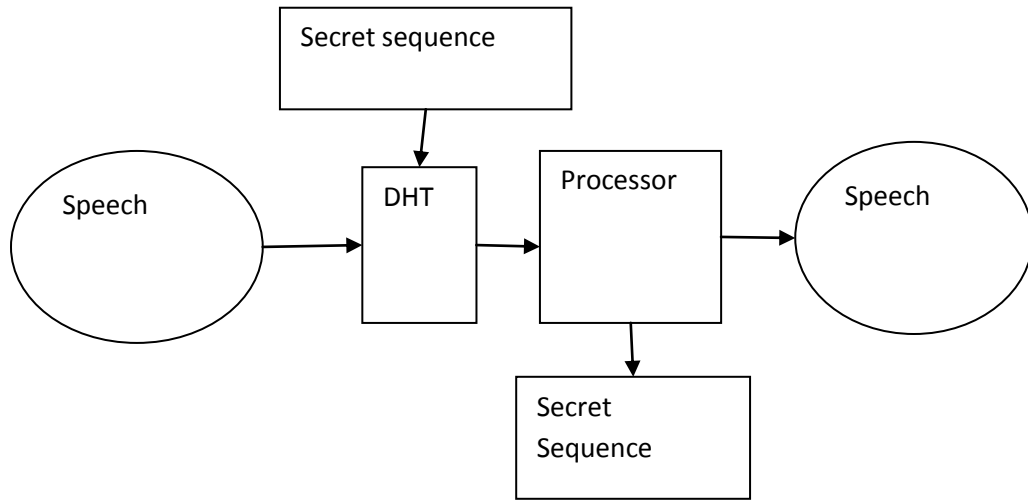 Secret sequence
Speech
DHT
Processor
Speech
Secret
Sequence